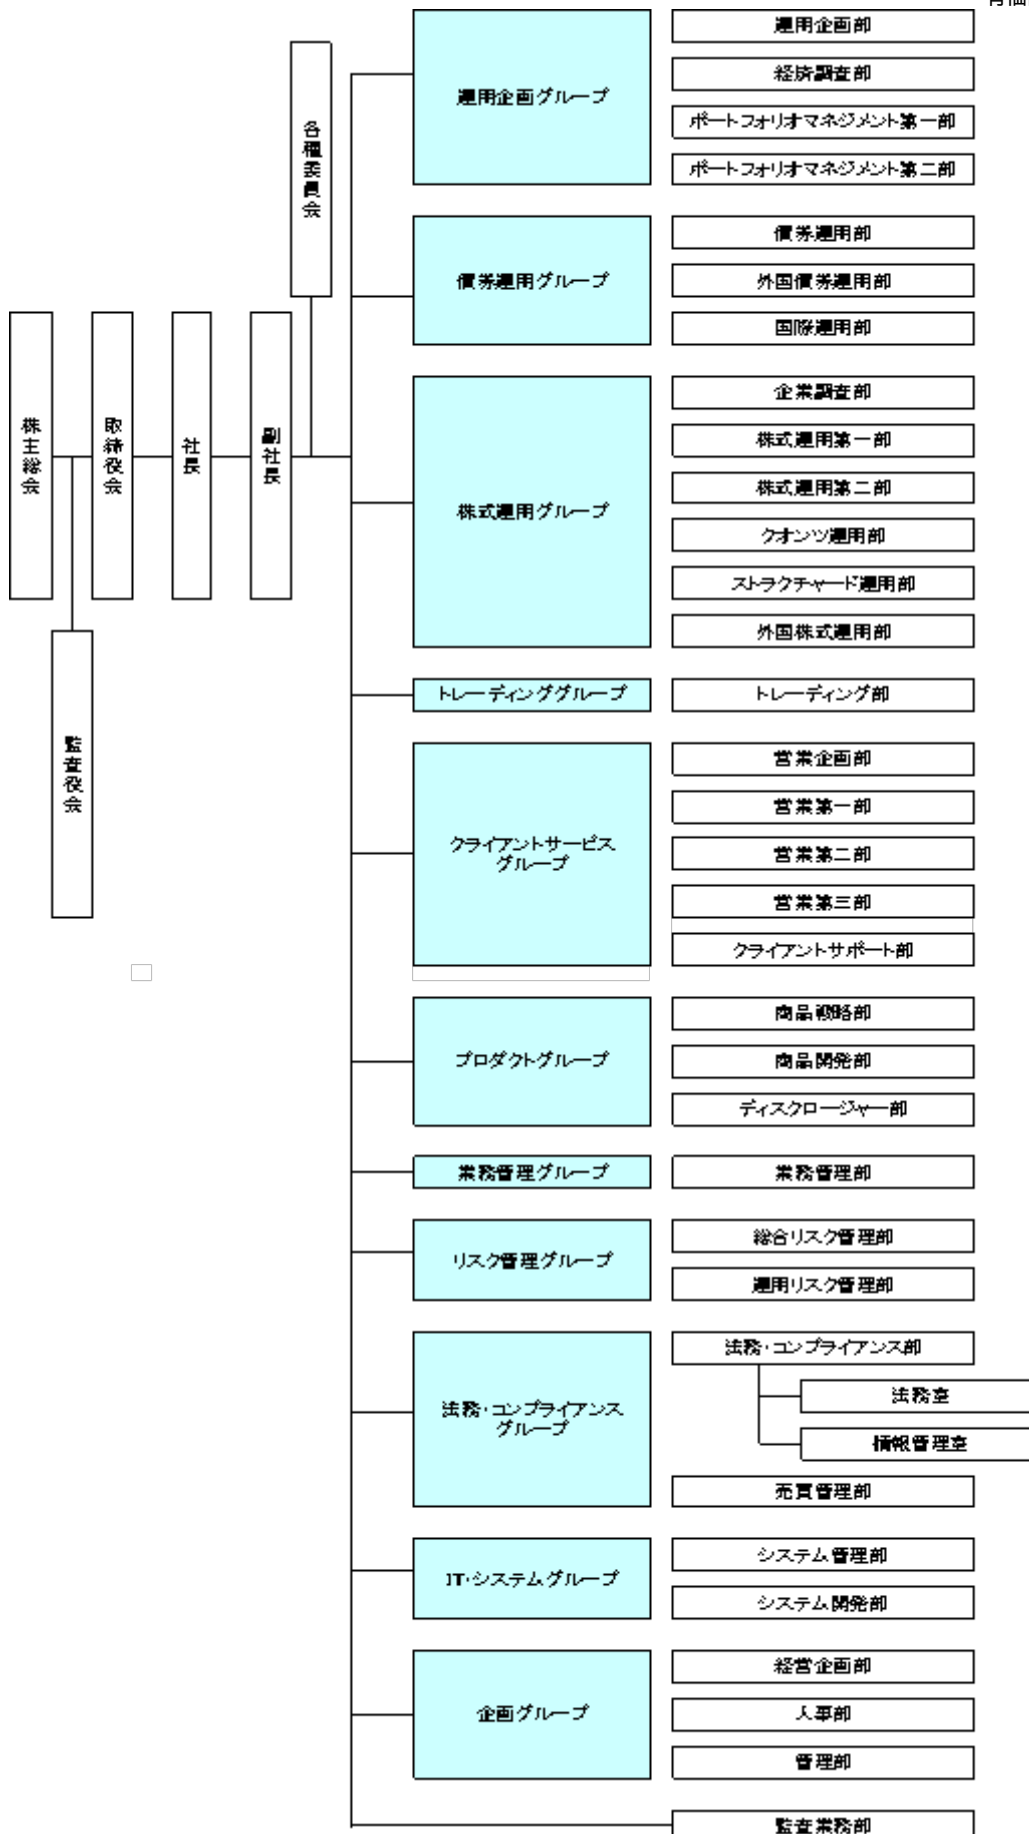 株主総会
監査役会
取締役会
社長
副社長
各種委員会
運用企画グループ
運用企画部
経済調査部
ポートフォリオマネジメント第一部
ポートフォリオマネジメント第二部
債券運用グループ
債券運用部
外国債券運用部
国際運用部
株式運用グループ
企業調査部
株式運用第一部
株式運用第二部
クオンツ運用部
ストラクチャード運用部
外国株式運用部
トレーディンググループ
トレーディング部
クライアントサービス
グループ
営業企画部
営業第一部
営業第二部
営業第三部
クライアントサポート部
プロダクトグループ
商品戦略部
商品開発部
ディスクロージャー部
業務管理グループ
業務管理部
リスク管理グループ
総合リスク管理部
運用リスク管理部
法務・コンプライアンス
グループ
法務・コンプライアンス部
法務室
情報管理室
売買管理部
IT・システムグループ
システム管理部
システム開発部
企画グループ
経営企画部
人事部
管理部
監査業務部